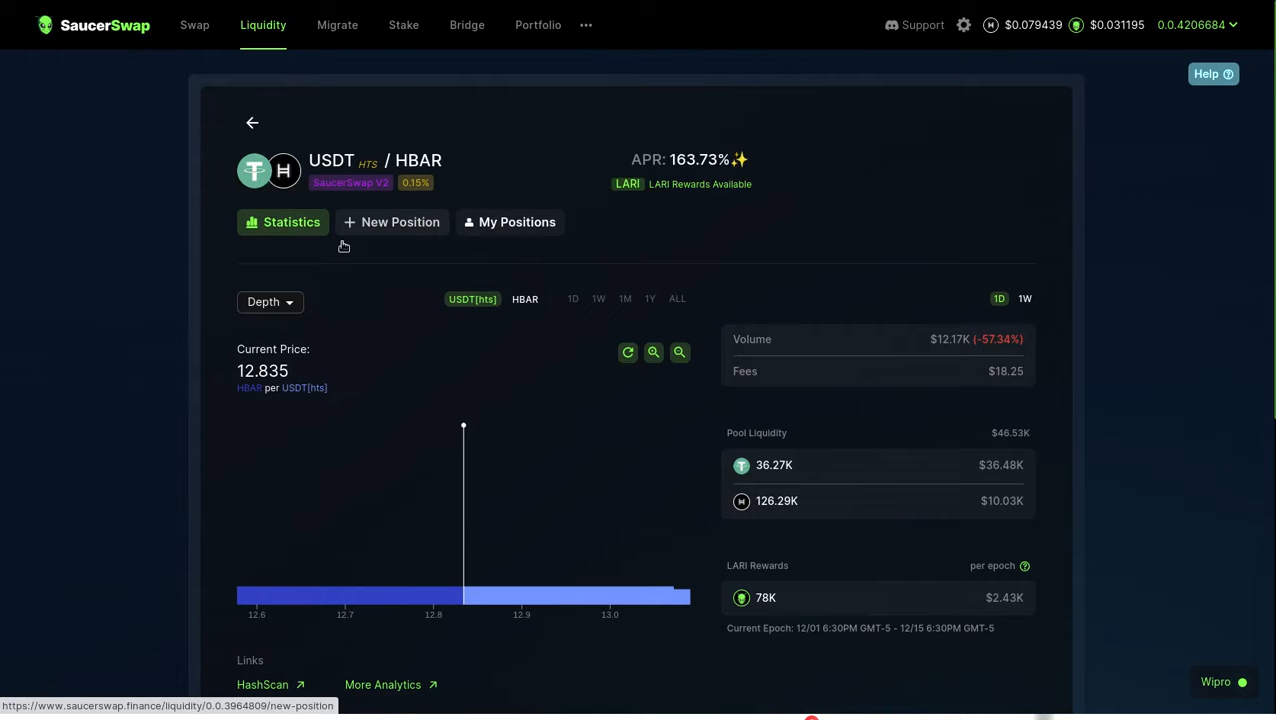 SaucerSwap
Swap
Liquidity
Migrate
Stake
Bridge
Portfolio
Support
$0.079439
$0.031195
0.0.4206684
Help
USDT HTS / HBAR
SaucerSwap V2
0.15%
APR: 163.73%✨
LARI
LARI Rewards Available
Statistics
New Position
My Positions
Depth
USDT[hts]
HBAR
1D
1W
1M
1Y
ALL
1D
1W
Current Price:
12.835
HBAR per USDT[hts]
12.6
12.7
12.8
12.9
13.0
Volume
$12.17K (-57.34%)
Fees
$18.25
Pool Liquidity
$46.53K
36.27K
$36.48K
126.29K
$10.03K
LARI Rewards
per epoch
78K
$2.43K
Current Epoch: 12/01 6:30PM GMT-5 - 12/15 6:30PM GMT-5
Links
HashScan
More Analytics
Wipro
https://www.saucerswap.finance/liquidity/0.0.3964809/new-position